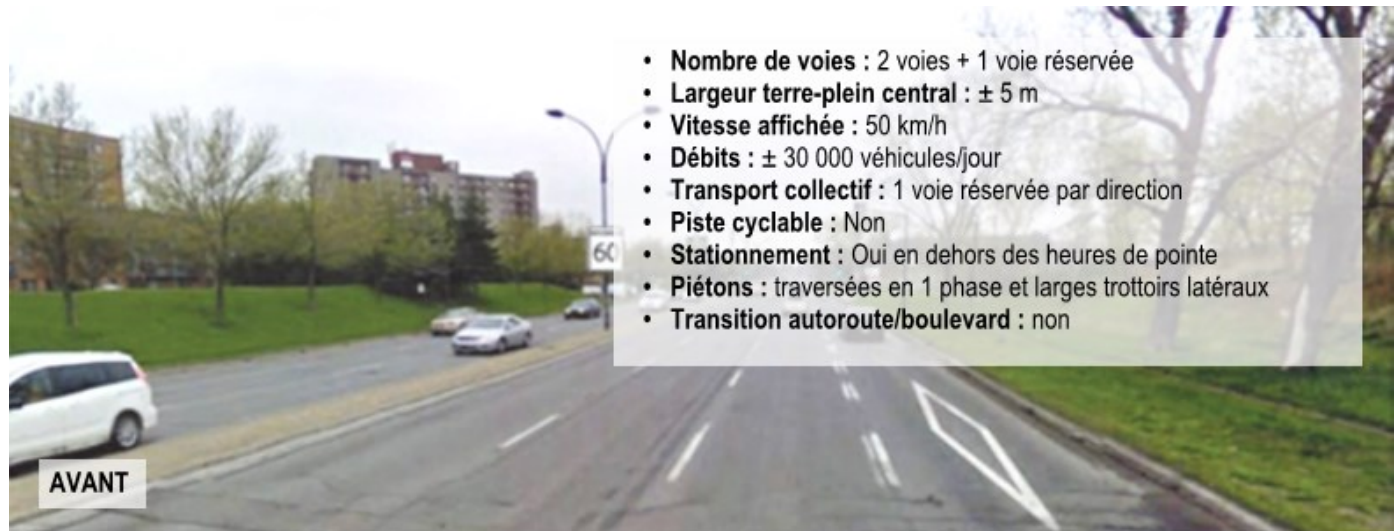 • Nombre de voies : 2 voies + 1 voie réservée
• Largeur terre-plein central : ± 5 m
• Vitesse affichée : 50 km/h
• Débits : ± 30 000 véhicules/jour
• Transport collectif : 1 voie réservée par direction
• Piste cyclable : Non
• Stationnement : Oui en dehors des heures de pointe
• Piétons : traversées en 1 phase et larges trottoirs latéraux
• Transition autoroute/boulevard : non
60
AVANT